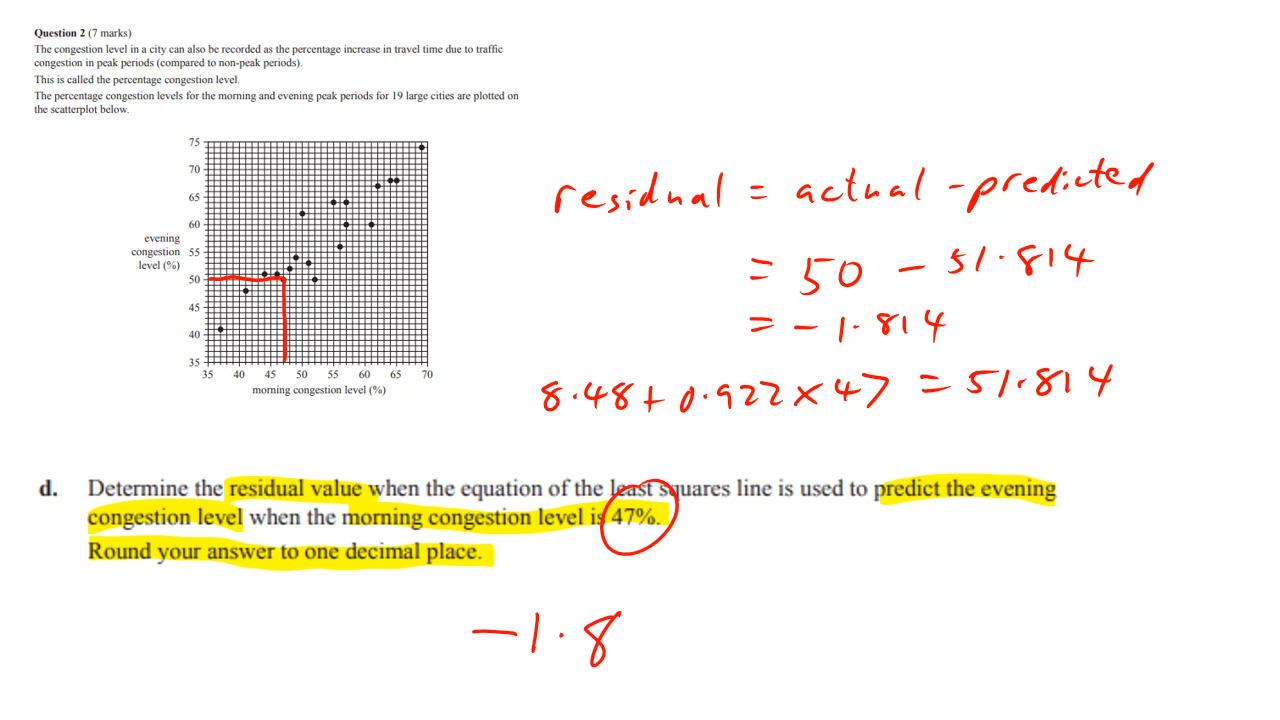 Question 2 (7 marks)
The congestion level in a city can also be recorded as the percentage increase in travel time due to traffic
congestion in peak periods (compared to non-peak periods).
This is called the percentage congestion level.
The percentage congestion levels for the morning and evening peak periods for 19 large cities are plotted on
the scatterplot below.
75
70
65
60
55
50
45
40
35
evening
congestion
level (%)
35 40 45 50 55 60 65 70
morning congestion level (%)
residual = actual - predicted
= 50 - 51.814
= -1.814
8.48 + 0.922 × 47 = 51.814
d. Determine the residual value when the equation of the least squares line is used to predict the evening
congestion level when the morning congestion level is 47%.
Round your answer to one decimal place.
-1.8